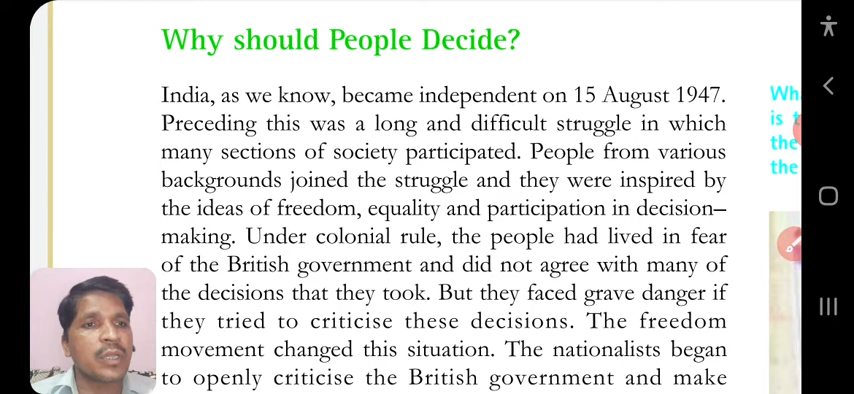 Why should People Decide?
India, as we know, became independent on 15 August 1947.
Preceding this was a long and difficult struggle in which
many sections of society participated. People from various
backgrounds joined the struggle and they were inspired by
the ideas of freedom, equality and participation in decision–
making. Under colonial rule, the people had lived in fear
of the British government and did not agree with many of
the decisions that they took. But they faced grave danger if
they tried to criticise these decisions. The freedom
movement changed this situation. The nationalists began
to openly criticise the British government and make
is
the
the